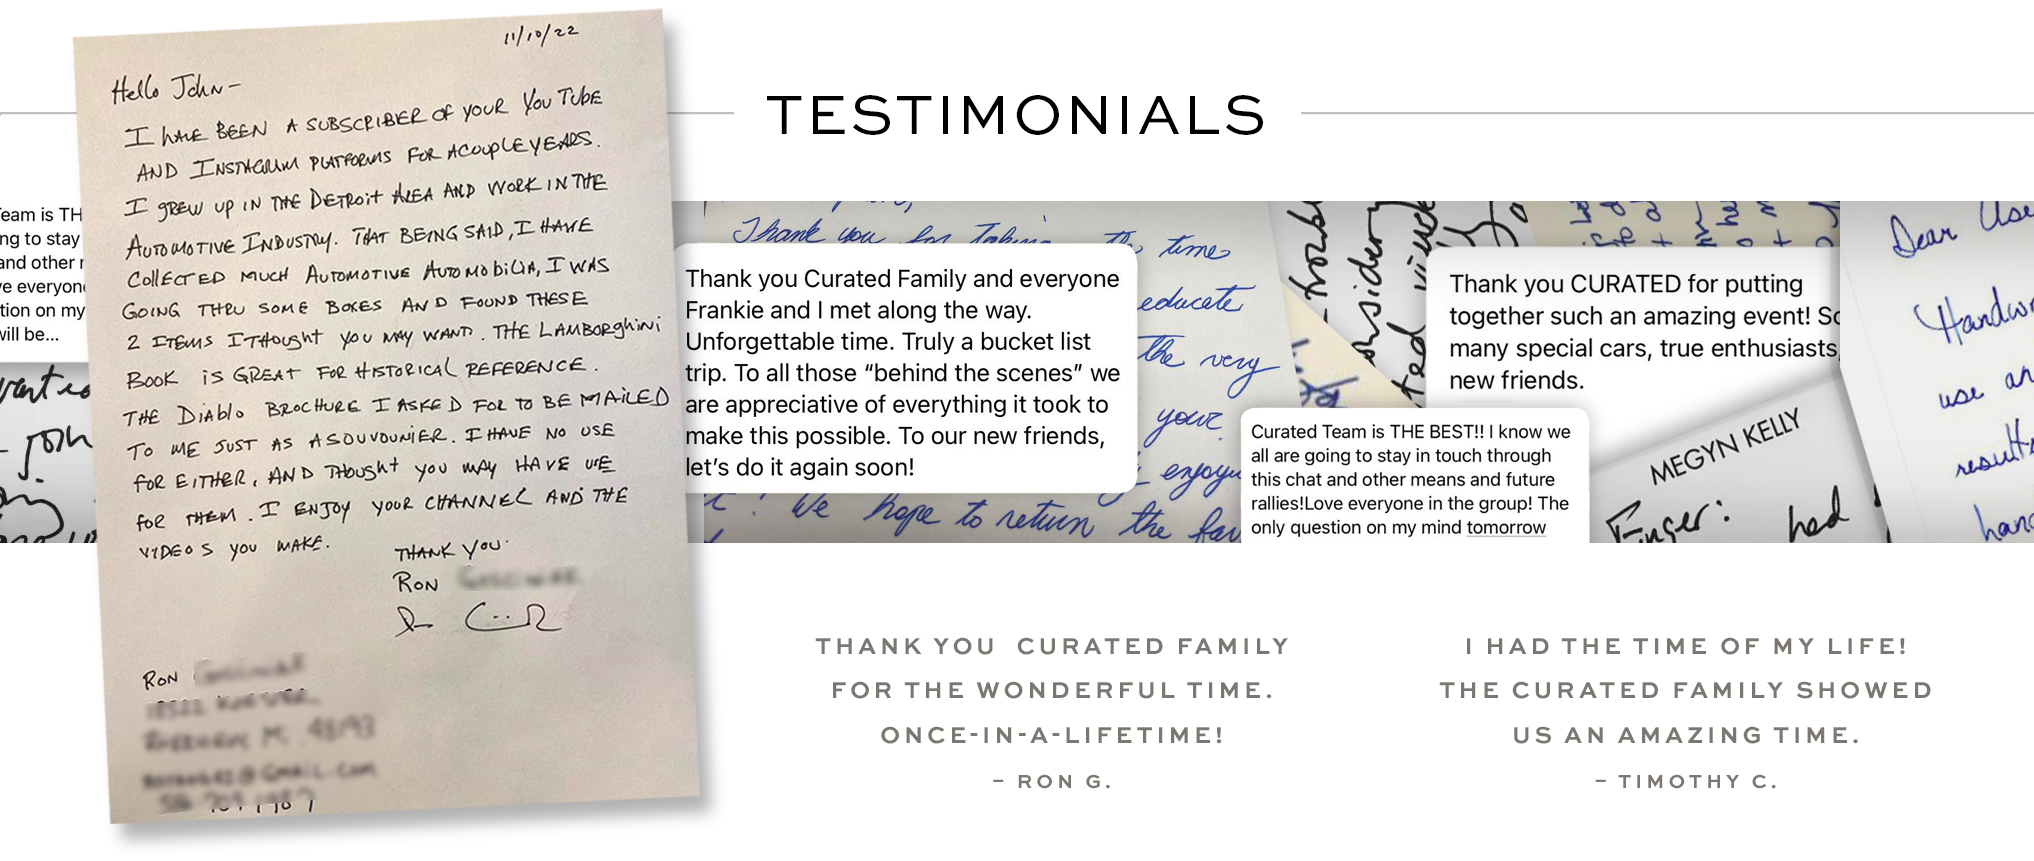 TESTIMONIALS
11/10/22
Hello John-
I HAVE BEEN A SUBSCRIBER OF YOUR YOU TUBE
AND INSTAGRAM PLATFORMS FOR A COUPLE YEARS.
I GREW UP IN THE DETROIT AREA AND WORK IN THE
AUTOMOTIVE INDUSTRY. THAT BEING SAID, I HAVE
COLLECTED MUCH AUTOMOTIVE AUTOMOBILIA, I WAS
GOING THRU SOME BOXES AND FOUND THESE
2 ITEMS I THOUGHT YOU MAY WANT. THE LAMBORGHINI
BOOK IS GREAT FOR HISTORICAL REFERENCE.
THE DIABLO BROCHURE I ASKED FOR TO BE MAILED
TO ME JUST AS A SOUVOUNIER. I HAVE NO USE
FOR EITHER, AND THOUGHT YOU MAY HAVE USE
FOR THEM. I ENJOY YOUR CHANNEL AND THE
VIDEOS YOU MAKE.
THANK YOU.
RON
RON
Team is TH
ng to stay
and other r
ve everyon
tion on my
will be...
Thank you for taking the time
educate
the very
your
enjoy
! We hope to return the fav
Thank you Curated Family and everyone
Frankie and I met along the way.
Unforgettable time. Truly a bucket list
trip. To all those “behind the scenes” we
are appreciative of everything it took to
make this possible. To our new friends,
let’s do it again soon!
Thank you CURATED for putting
together such an amazing event! So
many special cars, true enthusiasts,
new friends.
Curated Team is THE BEST!! I know we
all are going to stay in touch through
this chat and other means and future
rallies!Love everyone in the group! The
only question on my mind tomorrow
MEGYN KELLY
had
Dear Use
Handw
use an
results
hand
THANK YOU CURATED FAMILY
FOR THE WONDERFUL TIME.
ONCE-IN-A-LIFETIME!
– RON G.
I HAD THE TIME OF MY LIFE!
THE CURATED FAMILY SHOWED
US AN AMAZING TIME.
– TIMOTHY C.